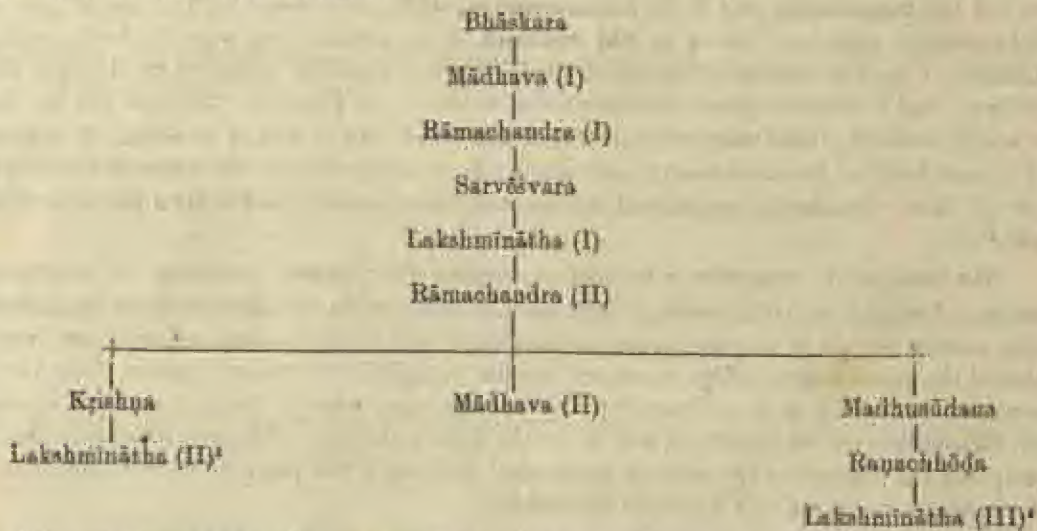 Bhāskara
Mādhava (I)
Rāmachandra (I)
Sarvēśvara
Lakshmīnātha (I)
Rāmachandra (II)
Kṛishṇa Mādhava (II) Madhusūdana
Lakshmīnātha (II) Raṇachhōḍa
Lakshmīnātha (III)